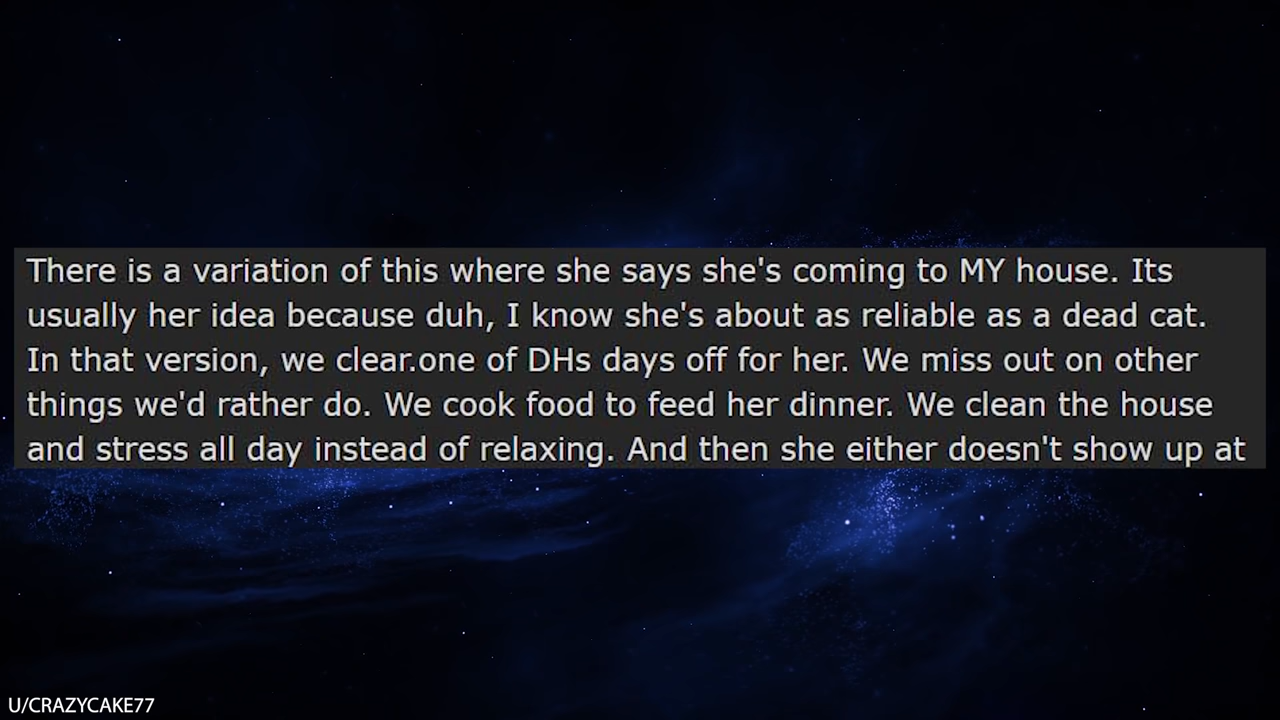 There is a variation of this where she says she's coming to MY house. Its
usually her idea because duh, I know she's about as reliable as a dead cat.
In that version, we clear.one of DHs days off for her. We miss out on other
things we'd rather do. We cook food to feed her dinner. We clean the house
and stress all day instead of relaxing. And then she either doesn't show up at
U/CRAZYCAKE77